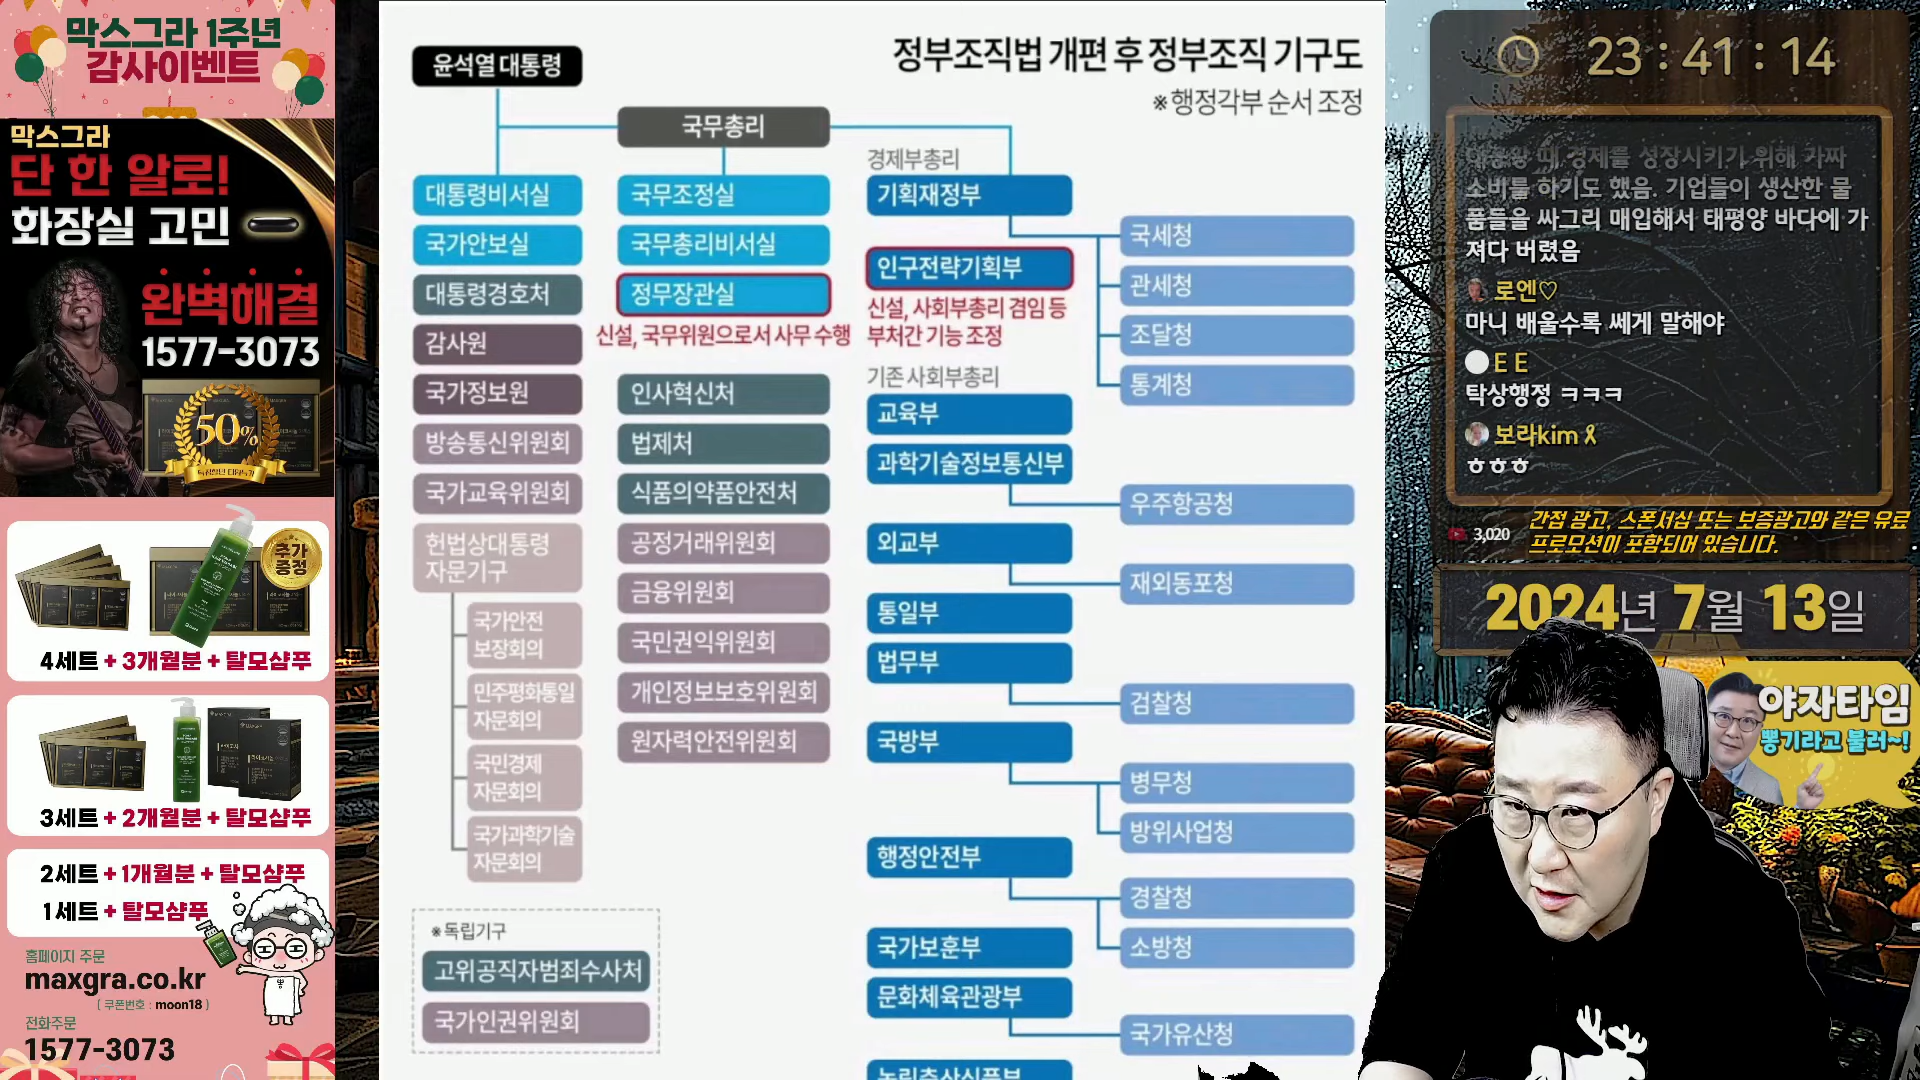 막스그라 1주년
감사이벤트
막스그라
단 한 알로!
화장실 고민
완벽해결
1577-3073
50%
추가
증정
4세트 + 3개월분 + 탈모샴푸
3세트 + 2개월분 + 탈모샴푸
2세트 + 1개월분 + 탈모샴푸
1세트 + 탈모샴푸
홈페이지 주문
maxgra.co.kr
( 쿠폰번호 : moon18 )
전화주문
1577-3073
정부조직법 개편 후 정부조직 기구도
※행정각부 순서 조정
윤석열 대통령
국무총리
대통령비서실
국가안보실
대통령경호처
감사원
국가정보원
방송통신위원회
국가교육위원회
헌법상대통령
자문기구
국가안전
보장회의
민주평화통일
자문회의
국민경제
자문회의
국가과학기술
자문회의
※독립기구
고위공직자범죄수사처
국가인권위원회
국무조정실
국무총리비서실
정무장관실
신설, 국무위원으로서 사무 수행
인사혁신처
법제처
식품의약품안전처
공정거래위원회
금융위원회
국민권익위원회
개인정보보호위원회
원자력안전위원회
경제부총리
기획재정부
인구전략기획부
신설, 사회부총리 겸임 등
부처간 기능 조정
기존 사회부총리
교육부
과학기술정보통신부
외교부
통일부
법무부
국방부
행정안전부
국가보훈부
문화체육관광부
농림축산식품부
국세청
관세청
조달청
통계청
우주항공청
재외동포청
검찰청
병무청
방위사업청
경찰청
소방청
국가유산청
23 : 41 : 14
때 경제를 성장시키기 위해 가짜
소비를 하기도 했음. 기업들이 생산한 물
품들을 싸그리 매입해서 태평양 바다에 가
져다 버렸음
로엔♡
마니 배울수록 쎄게 말해야
E E
탁상행정 ㅋㅋㅋ
보라kim🎗
ㅎㅎㅎ
3,020
간접 광고, 스폰서십 또는 보증광고와 같은 유료
프로모션이 포함되어 있습니다.
2024년 7월 13일
야자타임
뽕기라고 불러~!